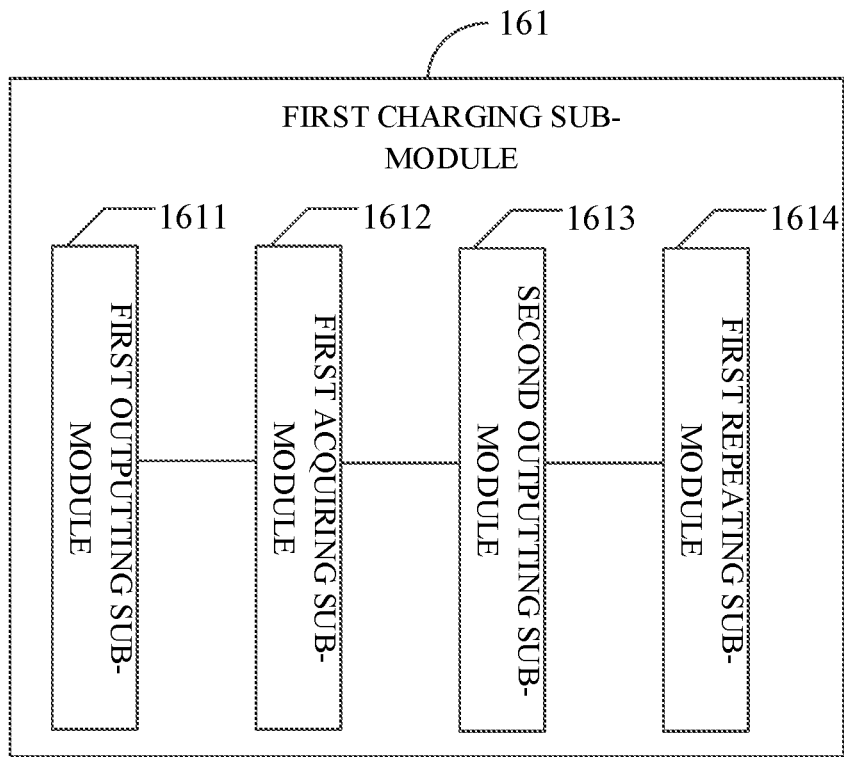 161
FIRST CHARGING SUB-
MODULE
1611
1612
1613
1614
FIRST OUTPUTTING SUB-
MODULE
FIRST ACQUIRING SUB-
MODULE
SECOND OUTPUTTING SUB-
MODULE
FIRST REPEATING SUB-
MODULE